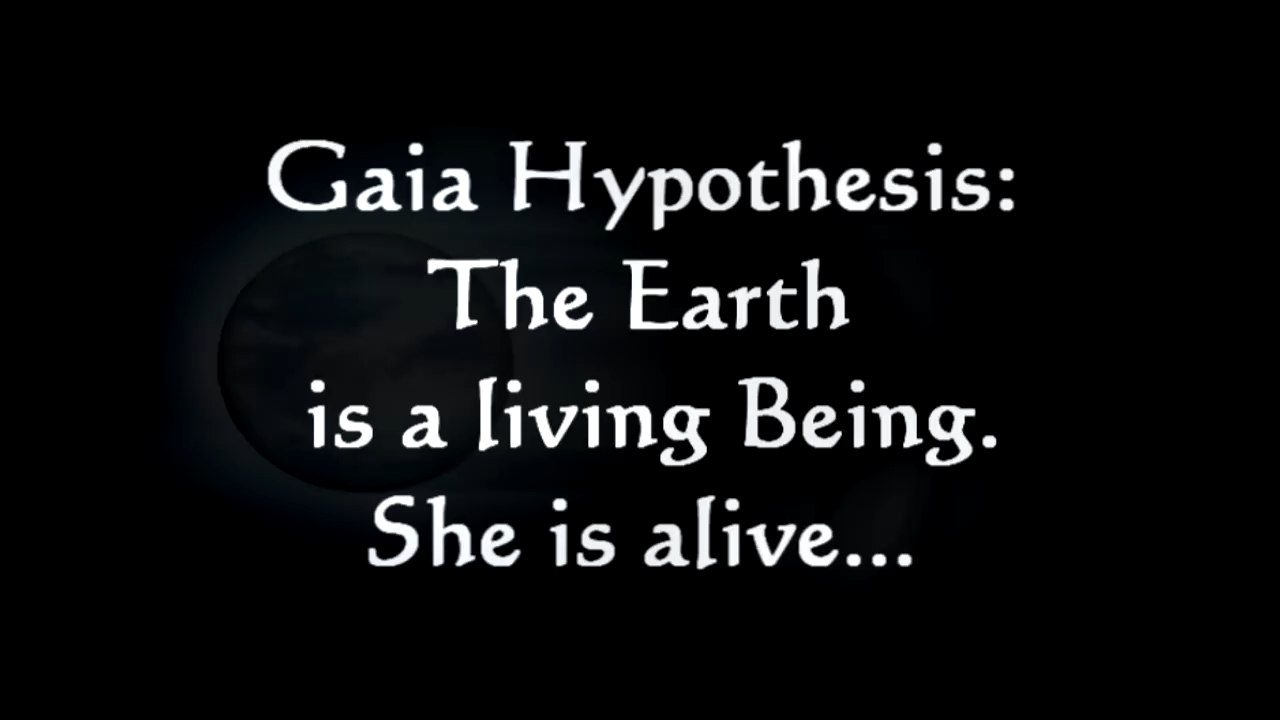 Gaia Hypothesis:
The Earth
is a living Being.
She is alive...